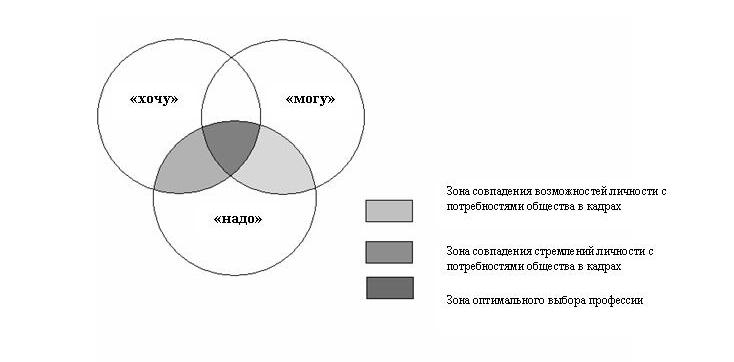 «хочу»
«могу»
«надо»
Зона совпадения возможностей личности с
потребностями общества в кадрах
Зона совпадения стремлений личности с
потребностями общества в кадрах
Зона оптимального выбора профессии